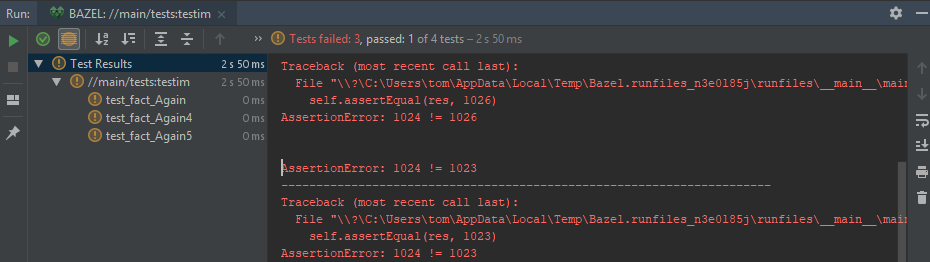 Run: BAZEL: //main/tests:testim ×
» Tests failed: 3, passed: 1 of 4 tests – 2 s 50 ms
Test Results 2 s 50 ms
//main/tests:testim 2 s 50 ms
test_fact_Again 0 ms
test_fact_Again4 0 ms
test_fact_Again5 0 ms
Traceback (most recent call last):
File "\\?\C:\Users\tom\AppData\Local\Temp\Bazel.runfiles_n3e0l85j\runfiles\__main__\main
self.assertEqual(res, 1026)
AssertionError: 1024 != 1026
AssertionError: 1024 != 1023
----------------------------------------------------------------------
Traceback (most recent call last):
File "\\?\C:\Users\tom\AppData\Local\Temp\Bazel.runfiles_n3e0l85j\runfiles\__main__\main
self.assertEqual(res, 1023)
AssertionError: 1024 != 1023